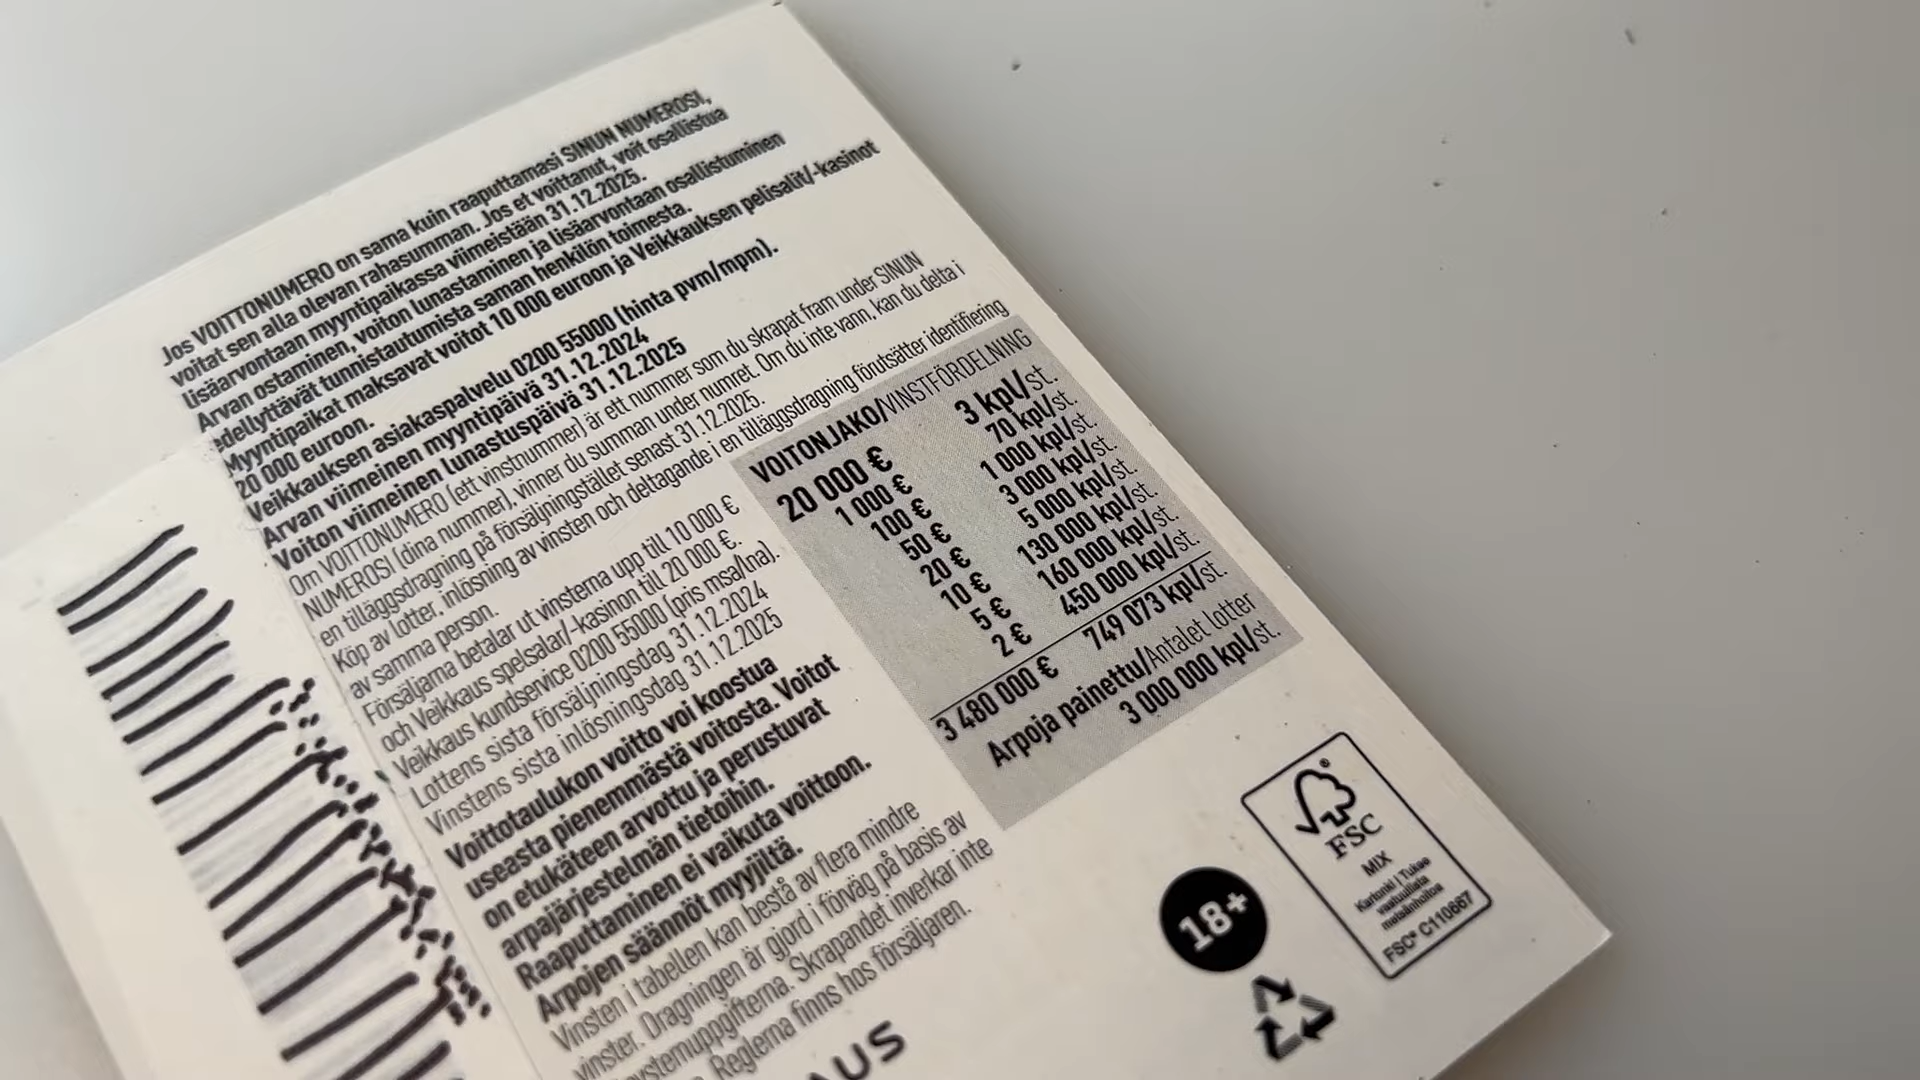 Jos VOITTONUMERO on sama kuin raaputtamasi SINUN NUMEROSI,
voitat sen alla olevan rahasumman. Jos et voittanut, voit osallistua
lisäarvontaan myyntipaikassa viimeistään 31.12.2025.
Arvan ostaminen, voiton lunastaminen ja lisäarvontaan osallistuminen
edellyttävät tunnistautumista saman henkilön toimesta.
Myyntipaikat maksavat voitot 10 000 euroon ja Veikkauksen pelisalit/-kasinot
20 000 euroon.
Veikkauksen asiakaspalvelu 0200 55000 (hinta pvm/mpm).
Arvan viimeinen myyntipäivä 31.12.2024
Voiton viimeinen lunastuspäivä 31.12.2025
Om VOITTONUMERO (ett vinstnummer) är ett nummer som du skrapat fram under SINUN
NUMEROSI (dina nummer), vinner du summan under numret. Om du inte vann, kan du delta i
en tilläggsdragning på försäljningstället senast 31.12.2025.
Köp av lotter, inlösning av vinsten och deltagande i en tilläggsdragning förutsätter identifiering
av samma person.
Försäljarna betalar ut vinsterna upp till 10 000 €
och Veikkaus spelsalar/-kasinon till 20 000 €.
Veikkaus kundservice 0200 55000 (pris msa/lna).
Lottens sista försäljningsdag 31.12.2024
Vinstens sista inlösningsdag 31.12.2025
Voittotaulukon voitto voi koostua
useasta pienemmästä voitosta. Voitot
on etukäteen arvottu ja perustuvat
arpajärjestelmän tietoihin.
Raaputtaminen ei vaikuta voittoon.
Arpojen säännöt myyjiltä.
Vinsten i tabellen kan bestå av flera mindre
vinster. Dragningen är gjord i förväg på basis av
systemuppgifterna. Skrapandet inverkar inte
Reglerna finns hos försäljaren.
VOITONJAKO/VINSTFÖRDELNING
20 000 € 3 kpl/st.
1 000 € 70 kpl/st.
100 € 1 000 kpl/st.
50 € 3 000 kpl/st.
20 € 5 000 kpl/st.
10 € 130 000 kpl/st.
5 € 160 000 kpl/st.
2 € 450 000 kpl/st.
3 480 000 € 749 073 kpl/st.
Arpoja painettu/Antalet lotter
3 000 000 kpl/st.
FSC
MIX
Kartonki | Tukee
vastuullista
metsänhoitoa
FSC® C110667
18+
AUS